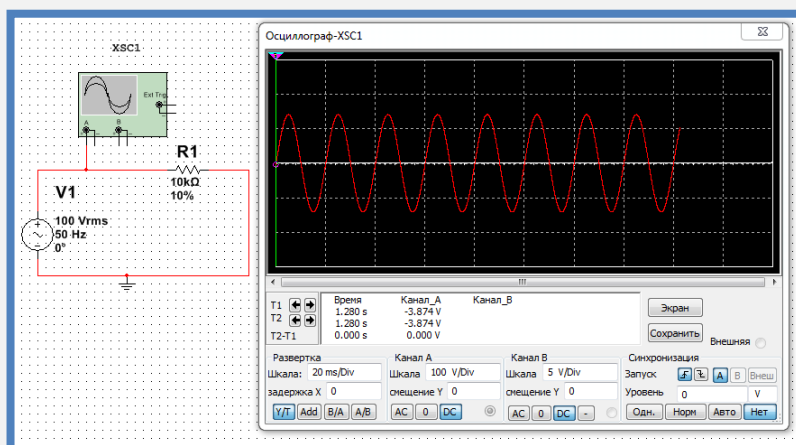 XSC1
Ext Trig
A
B
R1
10kΩ
10%
V1
100 Vrms
50 Hz
0°
Осциллограф-XSC1
Время Канал_A Канал_B
T1 1.280 s -3.874 V
T2 1.280 s -3.874 V
T2-T1 0.000 s 0.000 V
Экран
Сохранить
Внешняя
Развертка Канал A Канал B Синхронизация
Шкала: 20 ms/Div Шкала 100 V/Div Шкала 5 V/Div Запуск A B Внеш
задержка X 0 смещение Y 0 смещение Y 0 Уровень 0 V
Y/T Add B/A A/B AC 0 DC AC 0 DC - Одн. Норм Авто Нет